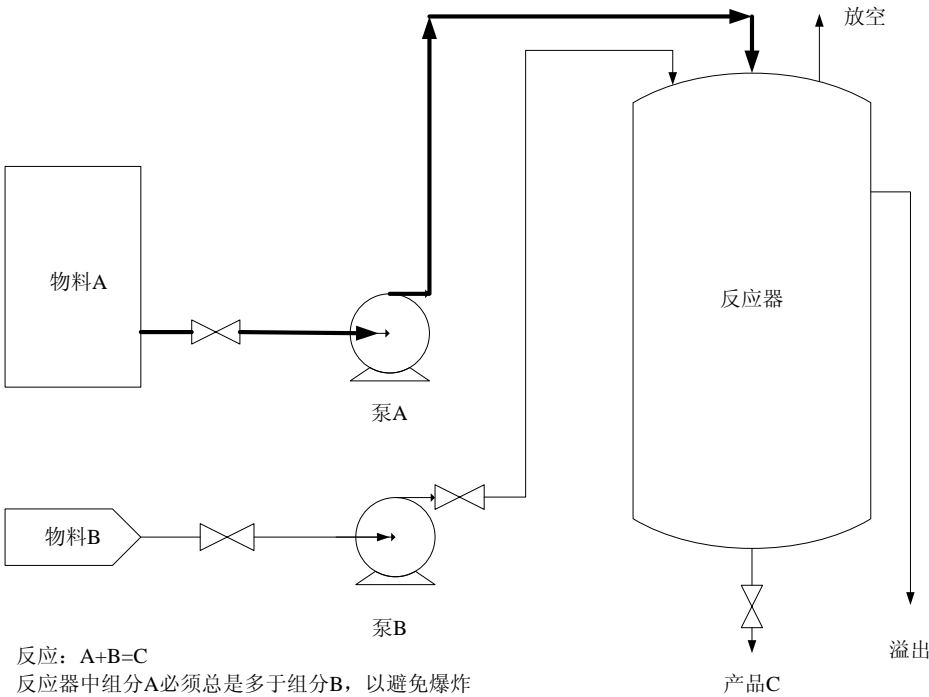 放空
物料A
反应器
泵A
物料B
泵B
溢出
反应：A+B=C
反应器中组分A必须总是多于组分B，以避免爆炸
产品C